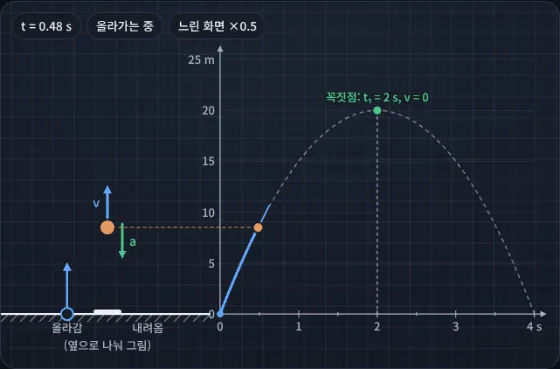 t = 0.48 s
올라가는 중
느린 화면 ×0.5
25 m
꼭짓점: tₜ = 2 s, v = 0
20
15
v
10
a
5
0
올라감
내려옴
0
1
2
3
4 s
(옆으로 나눠 그림)